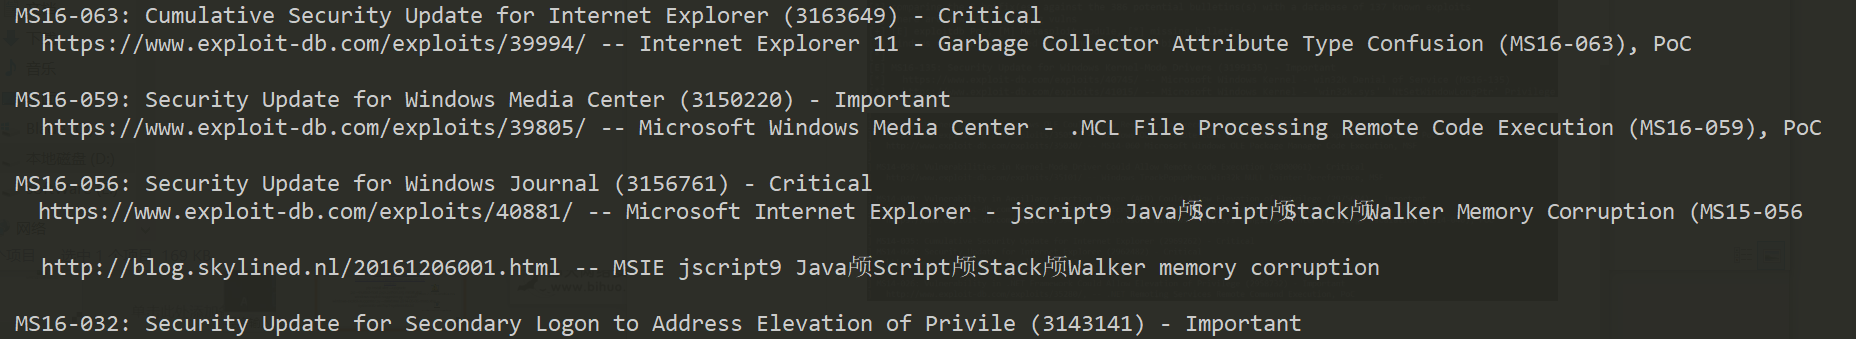 MS16-063: Cumulative Security Update for Internet Explorer (3163649) - Critical
https://www.exploit-db.com/exploits/39994/ -- Internet Explorer 11 - Garbage Collector Attribute Type Confusion (MS16-063), PoC
MS16-059: Security Update for Windows Media Center (3150220) - Important
https://www.exploit-db.com/exploits/39805/ -- Microsoft Windows Media Center - .MCL File Processing Remote Code Execution (MS16-059), PoC
MS16-056: Security Update for Windows Journal (3156761) - Critical
https://www.exploit-db.com/exploits/40881/ -- Microsoft Internet Explorer - jscript9 Java颅Script颅Stack颅Walker Memory Corruption (MS15-056
http://blog.skylined.nl/20161206001.html -- MSIE jscript9 Java颅Script颅Stack颅Walker memory corruption
MS16-032: Security Update for Secondary Logon to Address Elevation of Privile (3143141) - Important